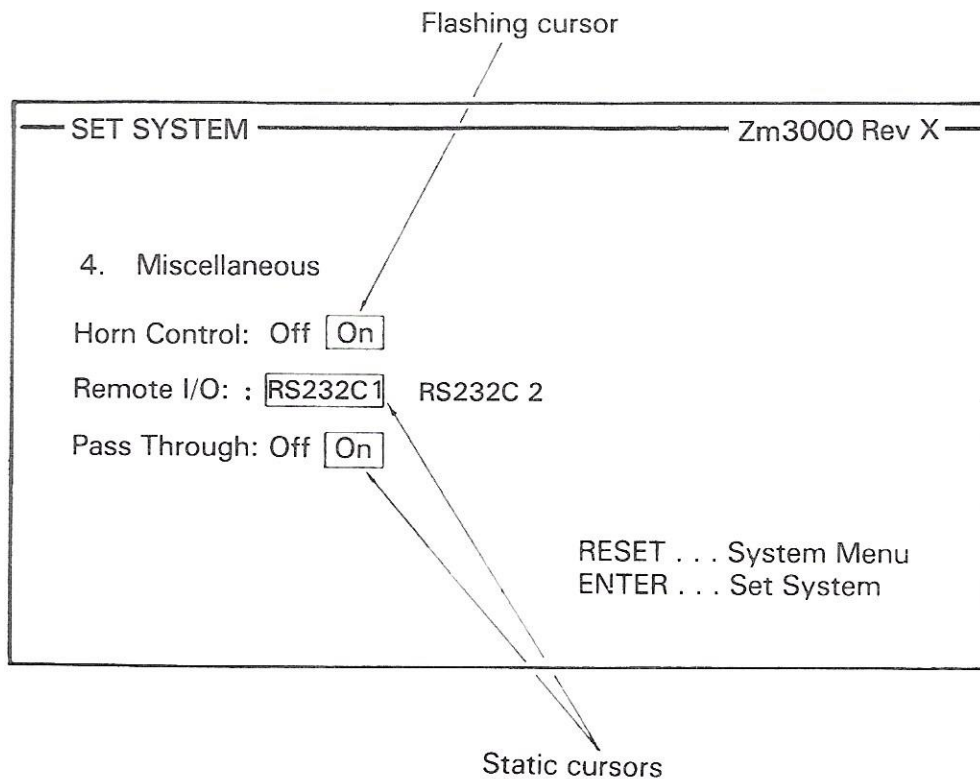 Flashing cursor
SET SYSTEM Zm3000 Rev X
4. Miscellaneous
Horn Control: Off On
Remote I/O: : RS232C1 RS232C 2
Pass Through: Off On
RESET . . . System Menu
ENTER . . . Set System
Static cursors